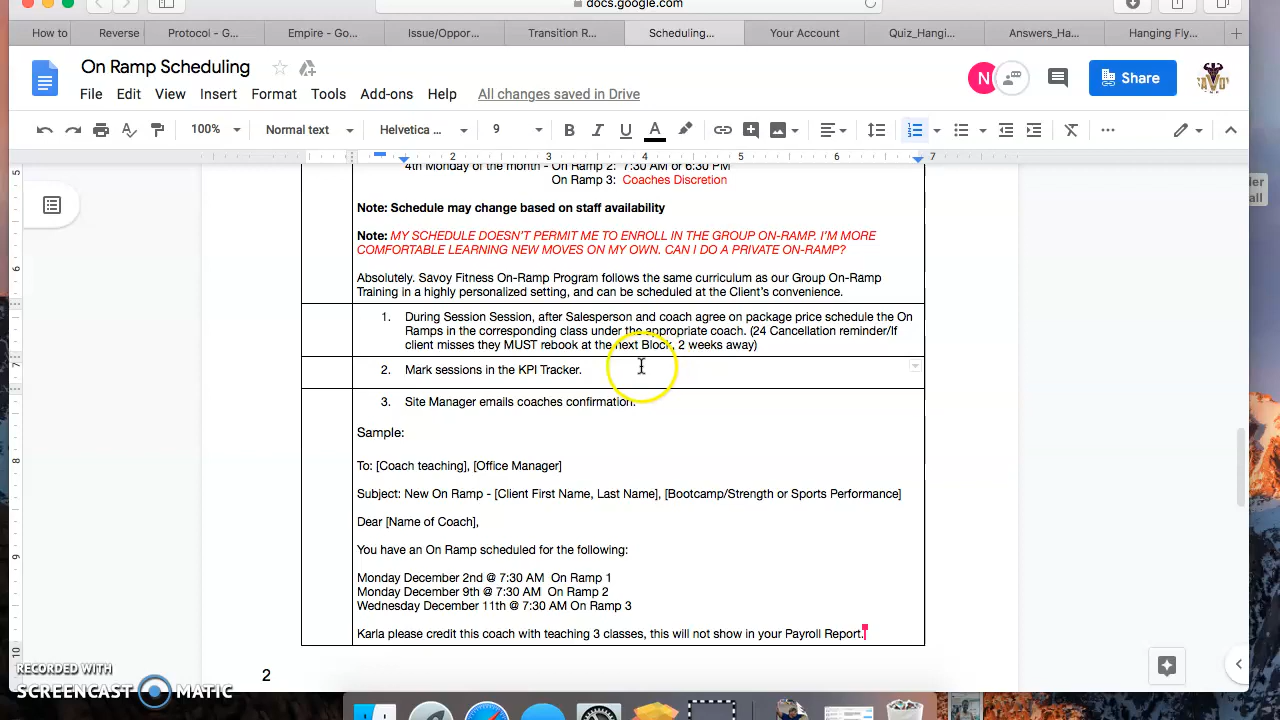 docs.google.com
How to
Reverse
Protocol - G...
Empire - Go...
Issue/Oppor...
Transition R...
Scheduling...
Your Account
Quiz_Hangi...
Answers_Ha...
Hanging Fly...
On Ramp Scheduling
N
Share
File Edit View Insert Form Tools Add-ons Help All changes saved in Drive
100% Normal text Helvetica ... 9
2 3 4 5 6 7
4th Monday of the month - On Ramp 2: 7:30 AM or 6:30 PM
On Ramp 3: Coaches Discretion
Note: Schedule may change based on staff availability
Note: MY SCHEDULE DOESN'T PERMIT ME TO ENROLL IN THE GROUP ON-RAMP. I'M MORE
COMFORTABLE LEARNING NEW MOVES ON MY OWN. CAN I DO A PRIVATE ON-RAMP?
Absolutely. Savoy Fitness On-Ramp Program follows the same curriculum as our Group On-Ramp
Training in a highly personalized setting, and can be scheduled at the Client's convenience.
1. During Session Session, after Salesperson and coach agree on package price schedule the On
Ramps in the corresponding class under the appropriate coach. (24 Cancellation reminder/If
client misses they MUST rebook at the next Block, 2 weeks away)
2. Mark sessions in the KPI Tracker.
3. Site Manager emails coaches confirmation.
Sample:
To: [Coach teaching], [Office Manager]
Subject: New On Ramp - [Client First Name, Last Name], [Bootcamp/Strength or Sports Performance]
Dear [Name of Coach],
You have an On Ramp scheduled for the following:
Monday December 2nd @ 7:30 AM On Ramp 1
Monday December 9th @ 7:30 AM On Ramp 2
Wednesday December 11th @ 7:30 AM On Ramp 3
Karla please credit this coach with teaching 3 classes, this will not show in your Payroll Report.
2
5
6
7
8
9
10
RECORDED WITH
SCREENCAST MATIC